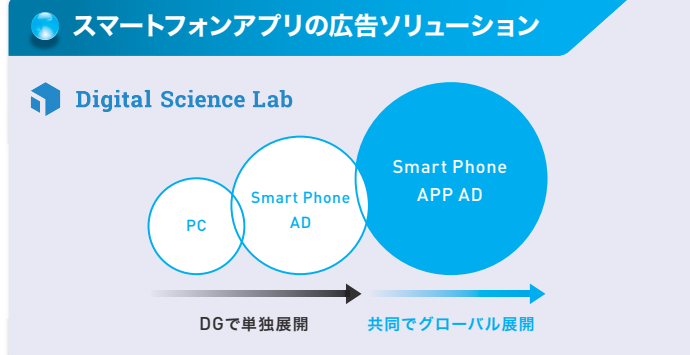 スマートフォンアプリの広告ソリューション
Digital Science Lab
PC
Smart Phone
AD
Smart Phone
APP AD
DGで単独展開
共同でグローバル展開